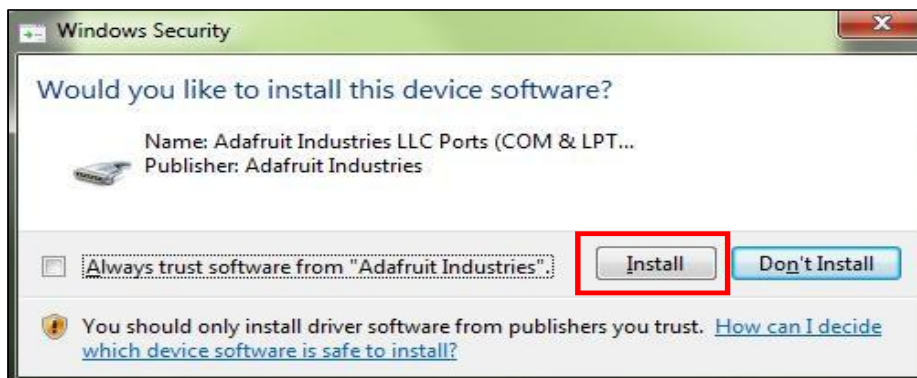 Windows Security
Would you like to install this device software?
Name: Adafruit Industries LLC Ports (COM & LPT...
Publisher: Adafruit Industries
Always trust software from "Adafruit Industries".
Install
Don't Install
You should only install driver software from publishers you trust. How can I decide
which device software is safe to install?